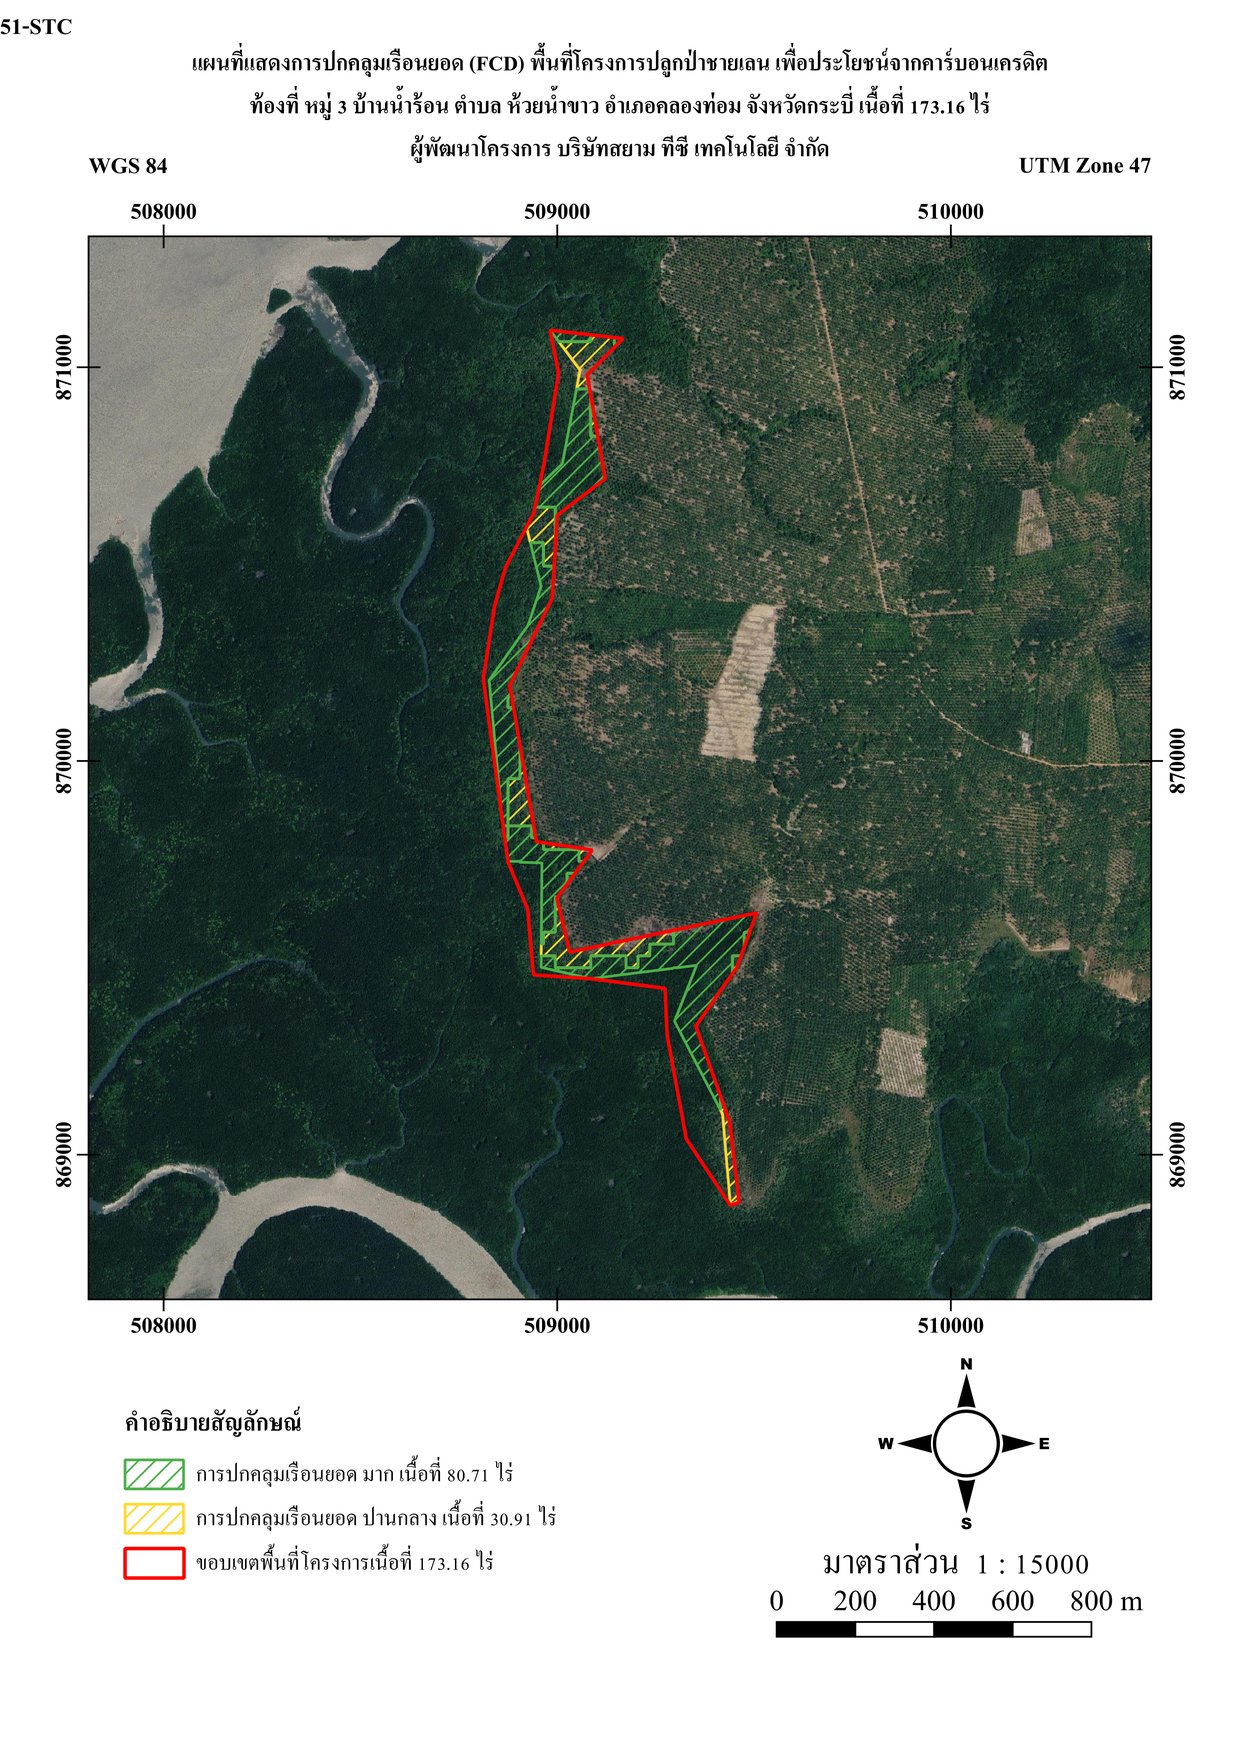 51-STC
แผนที่แสดงการปกคลุมเรือนยอด (FCD) พื้นที่โครงการปลูกป่าชายเลน เพื่อประโยชน์จากคาร์บอนเครดิต
ท้องที่ หมู่ 3 บ้านน้ำร้อน ตำบล ห้วยน้ำขาว อำเภอคลองท่อม จังหวัดกระบี่ เนื้อที่ 173.16 ไร่
ผู้พัฒนาโครงการ บริษัทสยาม ทีซี เทคโนโลยี จำกัด
WGS 84
UTM Zone 47
508000 509000 510000
871000 871000
870000 870000
869000 869000
508000 509000 510000
N
W E
S
คำอธิบายสัญลักษณ์
การปกคลุมเรือนยอด มาก เนื้อที่ 80.71 ไร่
การปกคลุมเรือนยอด ปานกลาง เนื้อที่ 30.91 ไร่
ขอบเขตพื้นที่โครงการเนื้อที่ 173.16 ไร่
มาตราส่วน 1 : 15000
0 200 400 600 800 m